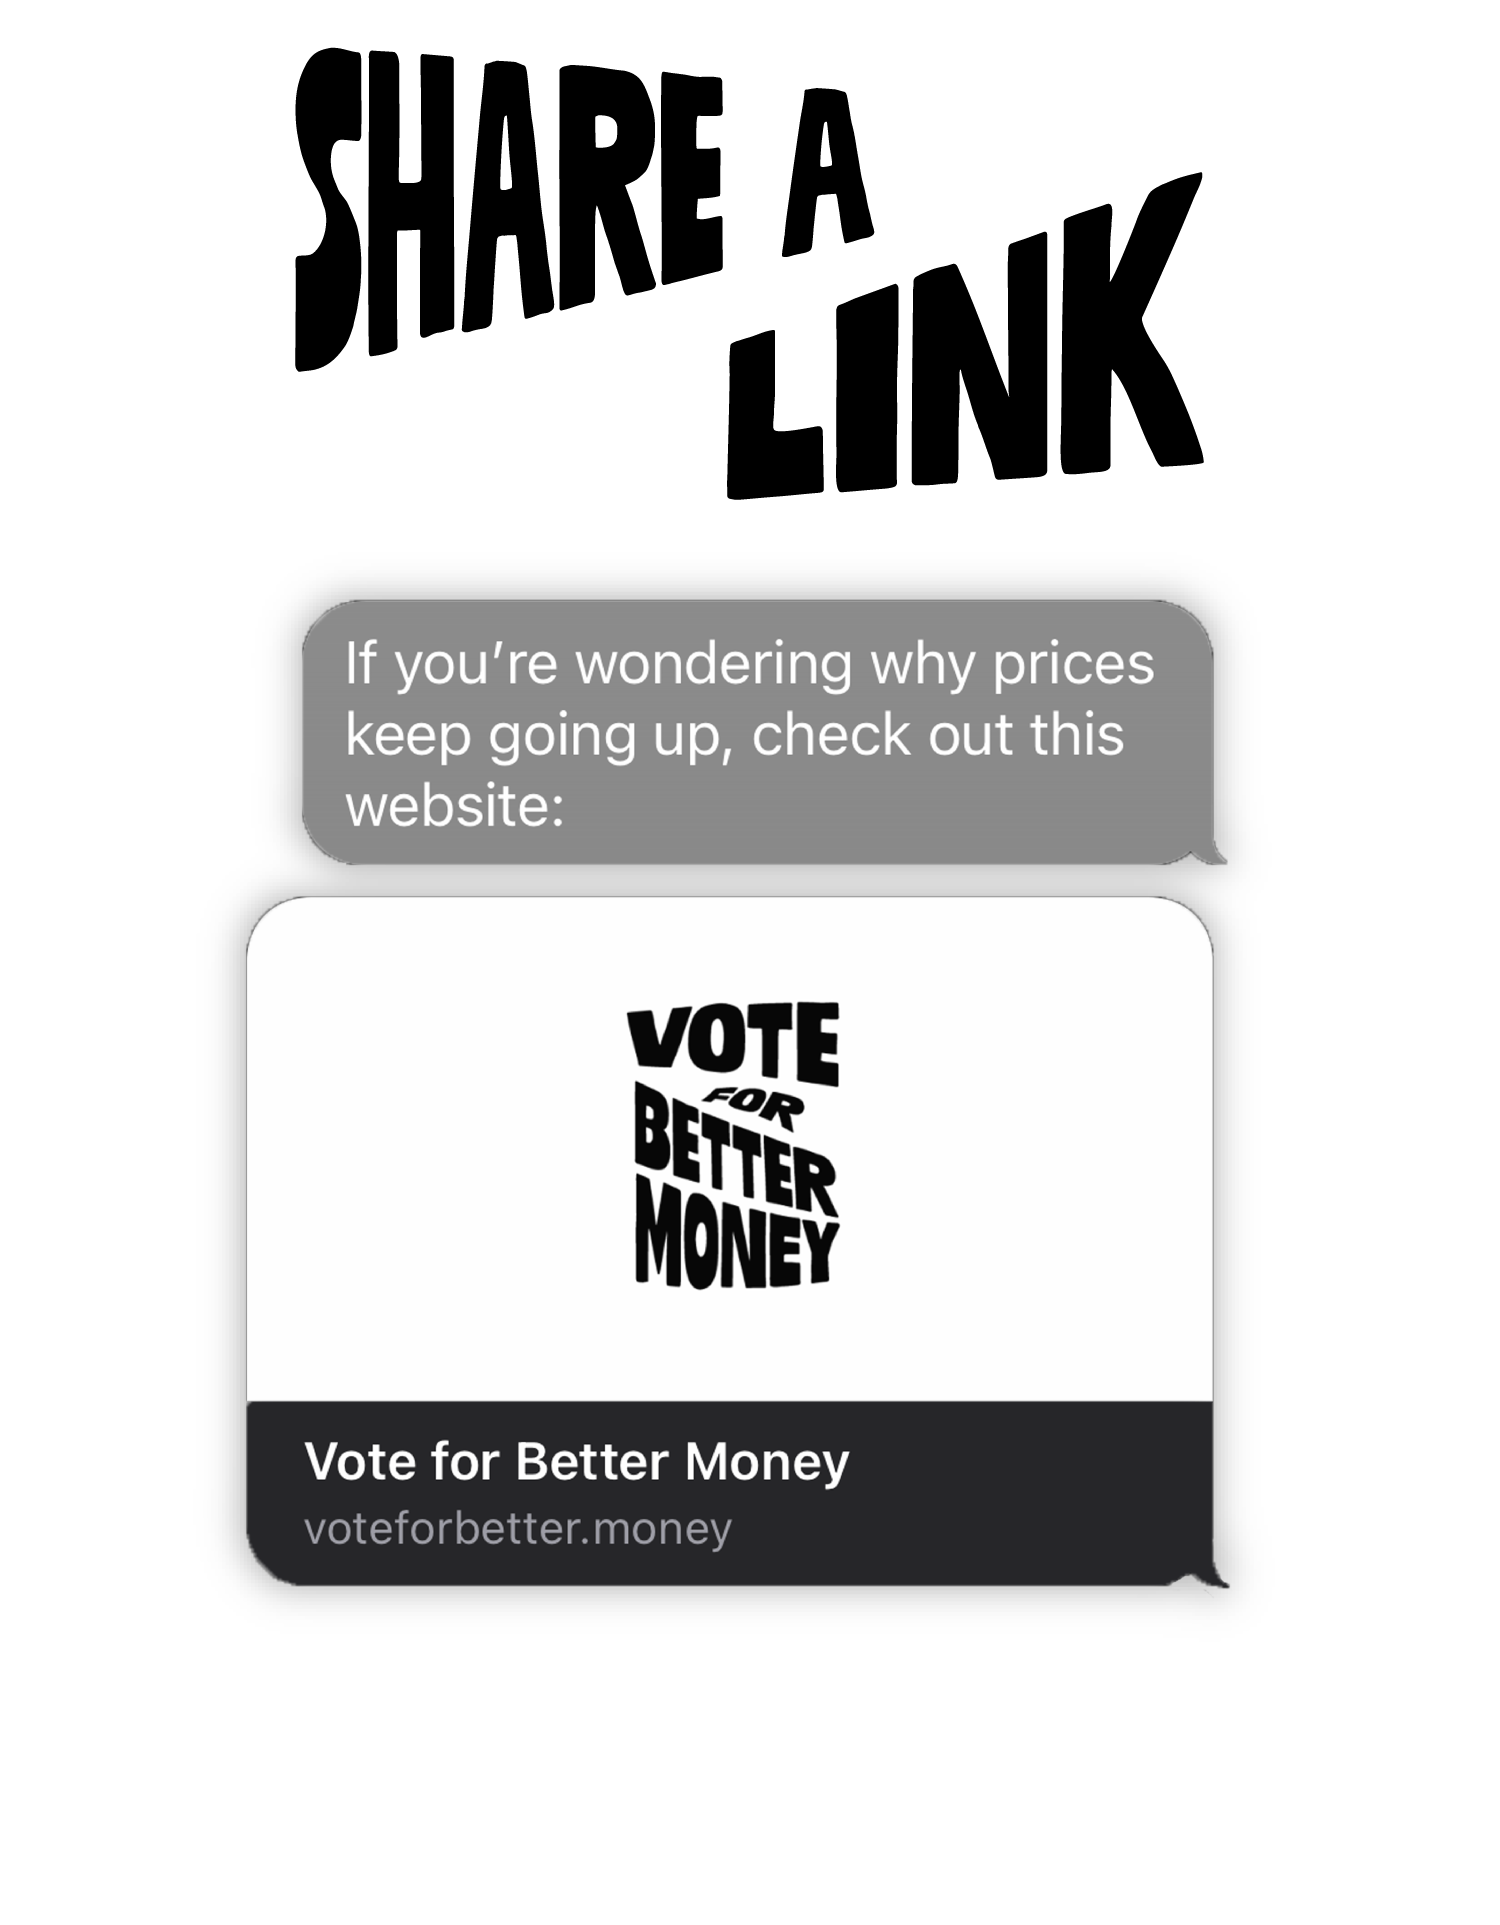 SHARE A
LINK
If you’re wondering why prices
keep going up, check out this
website:
VOTE
FOR
BETTER
MONEY
Vote for Better Money
voteforbetter.money